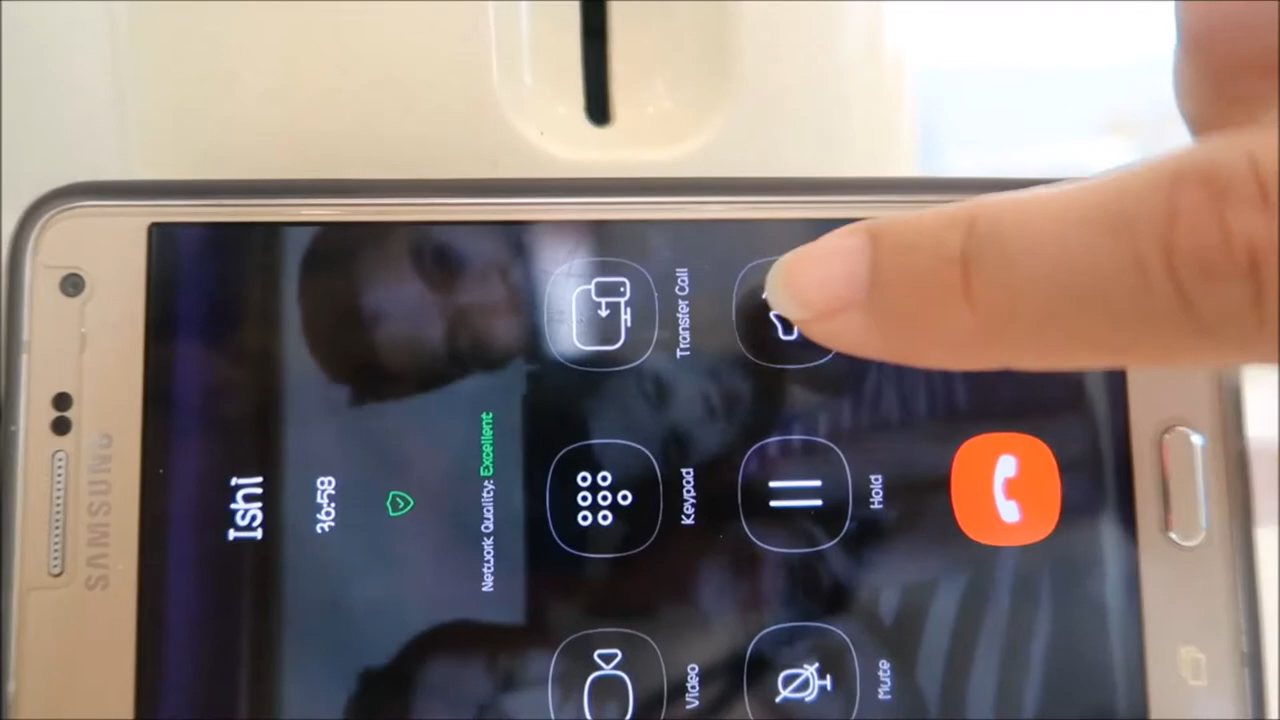 SAMSUNG
Ishi
36:58
Network Quality: Excellent
Video
Keypad
Transfer Call
Mute
Hold